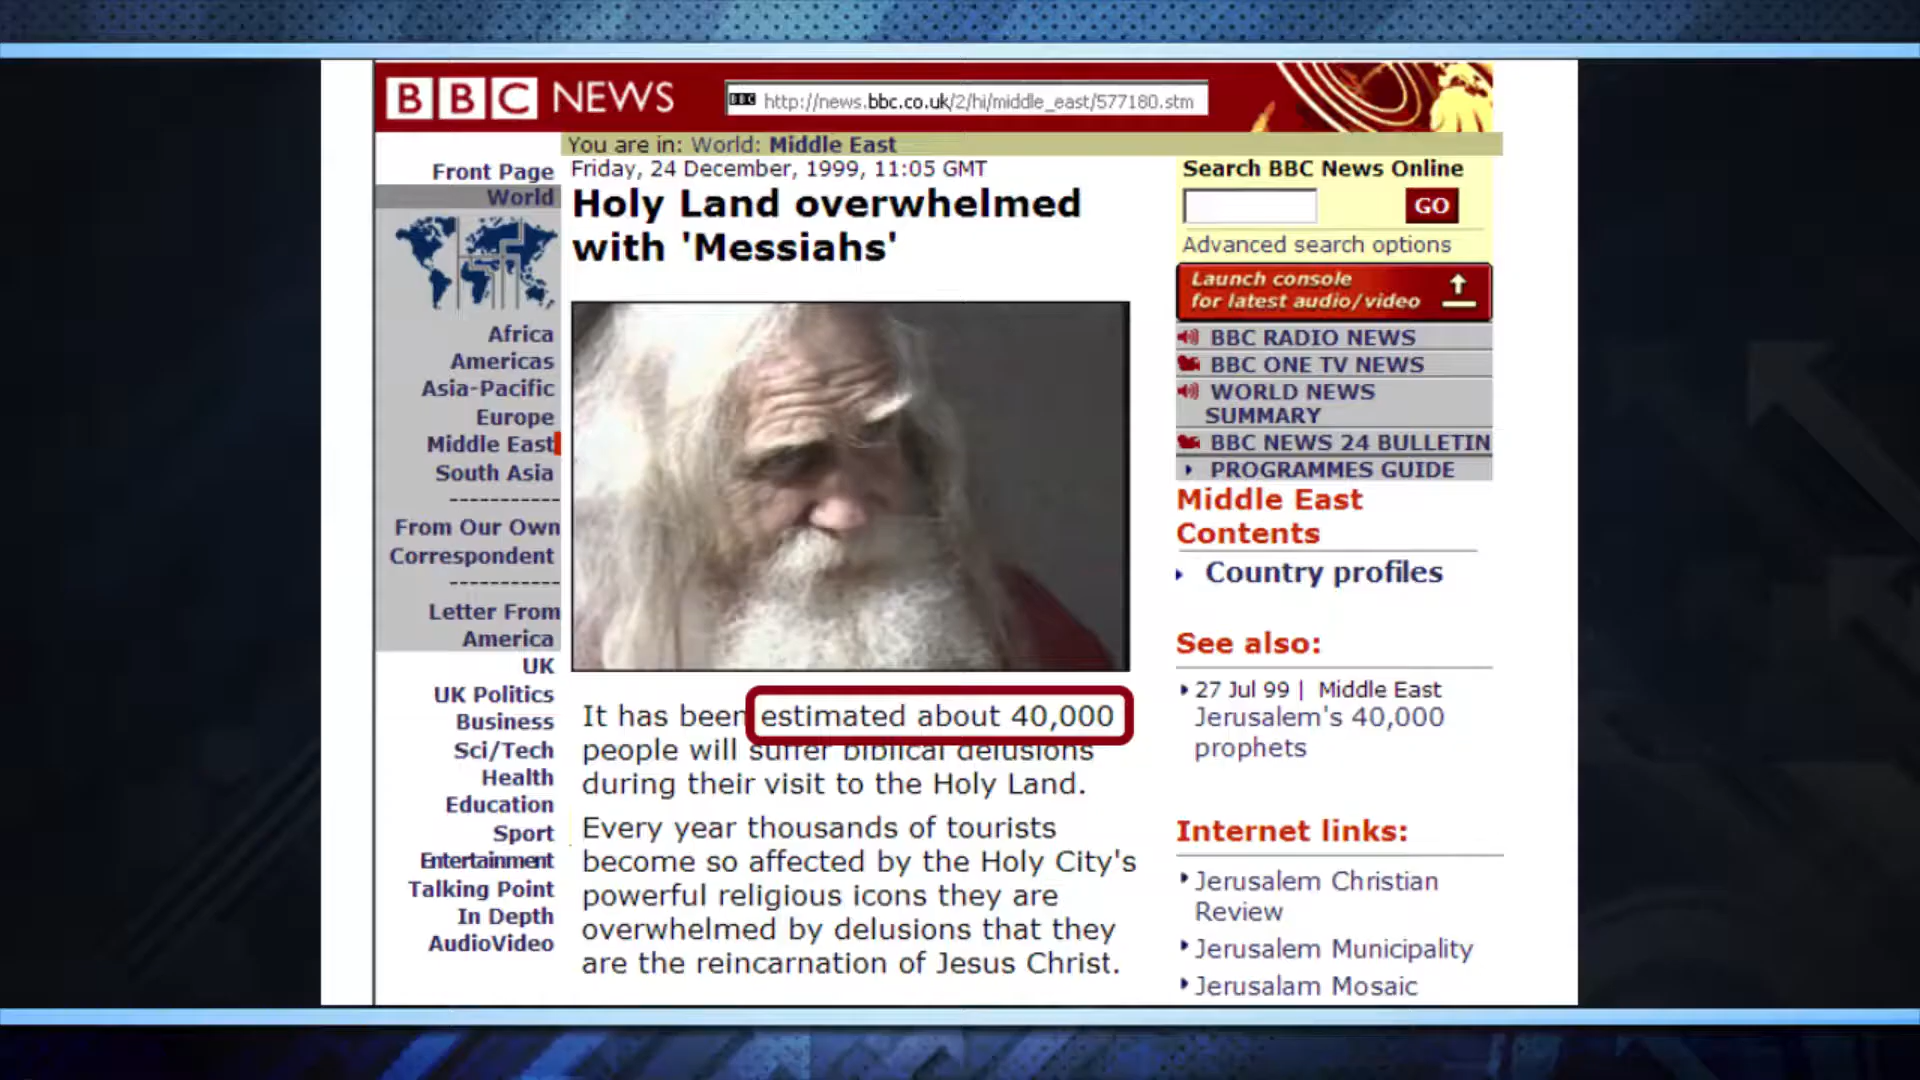 BBC NEWS
BBC http://news.bbc.co.uk/2/hi/middle_east/577180.stm
You are in: World: Middle East
Front Page
World
Africa
Americas
Asia-Pacific
Europe
Middle East
South Asia
-----------
From Our Own
Correspondent
-----------
Letter From
America
UK
UK Politics
Business
Sci/Tech
Health
Education
Sport
Entertainment
Talking Point
In Depth
AudioVideo
Friday, 24 December, 1999, 11:05 GMT
Holy Land overwhelmed
with 'Messiahs'
It has been estimated about 40,000
people will suffer biblical delusions
during their visit to the Holy Land.
Every year thousands of tourists
become so affected by the Holy City's
powerful religious icons they are
overwhelmed by delusions that they
are the reincarnation of Jesus Christ.
Search BBC News Online
GO
Advanced search options
Launch console
for latest audio/video
BBC RADIO NEWS
BBC ONE TV NEWS
WORLD NEWS
SUMMARY
BBC NEWS 24 BULLETIN
PROGRAMMES GUIDE
Middle East
Contents
Country profiles
See also:
27 Jul 99 | Middle East
Jerusalem's 40,000
prophets
Internet links:
Jerusalem Christian
Review
Jerusalem Municipality
Jerusalam Mosaic